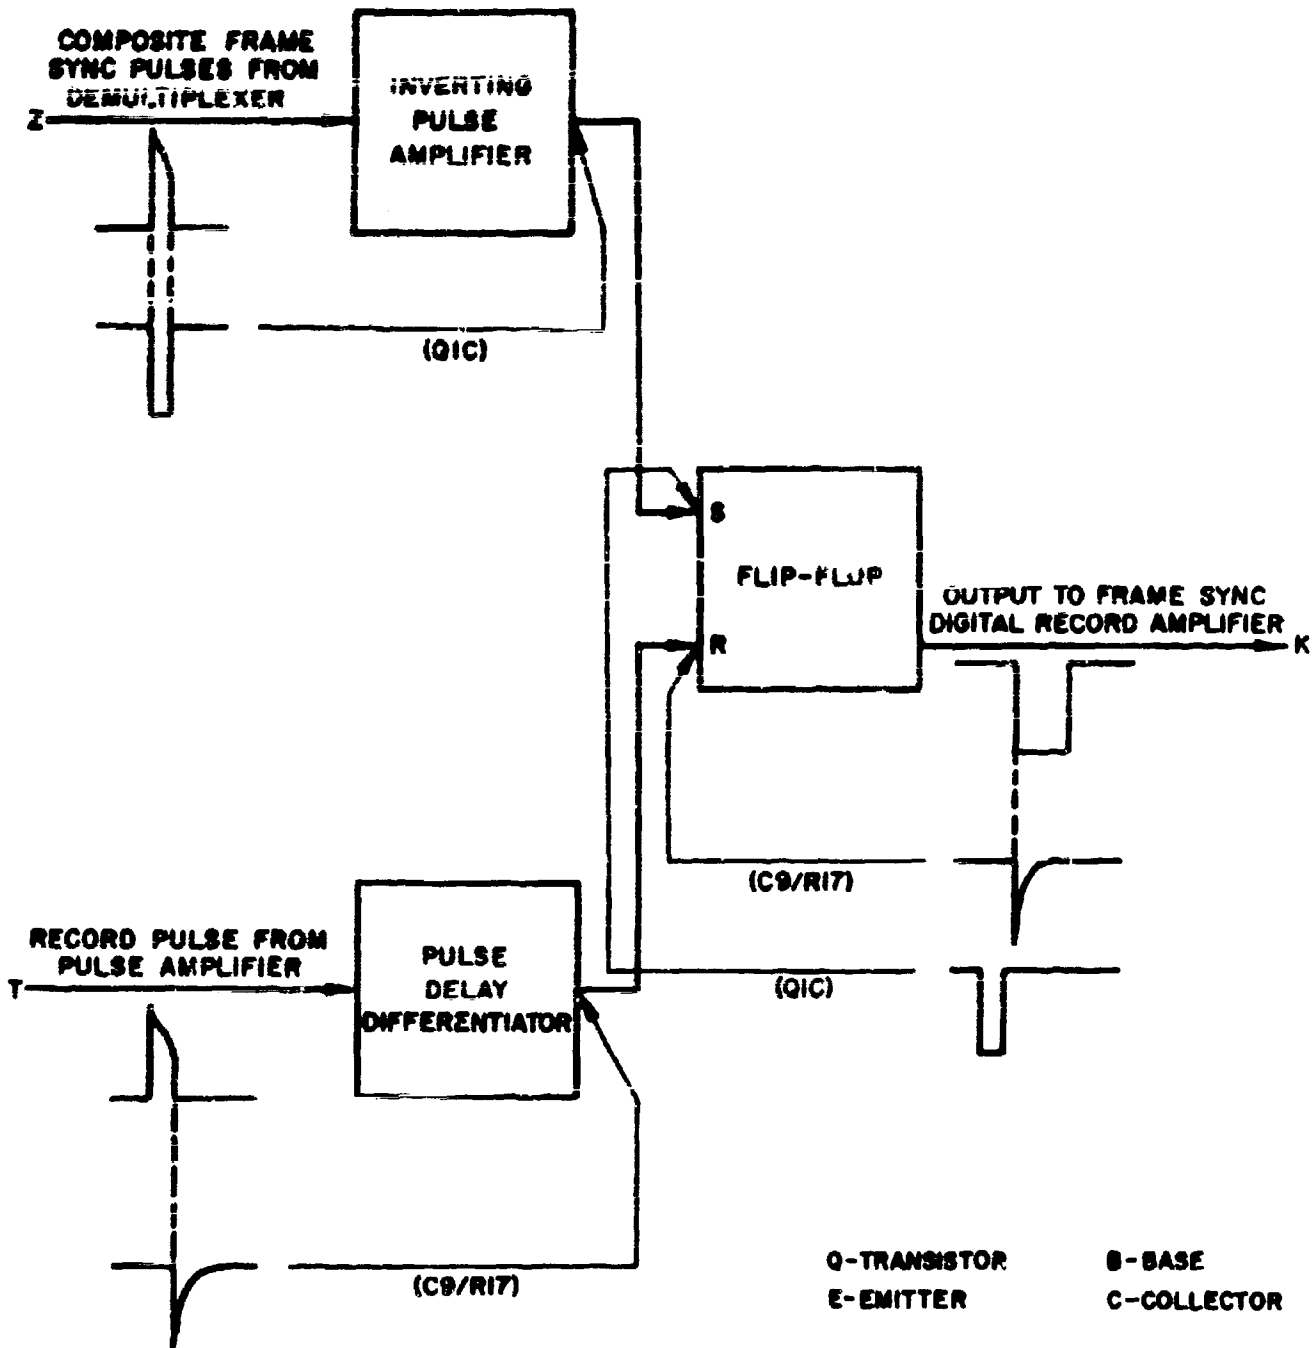 COMPOSITE FRAME
SYNC PULSES FROM
DEMULTIPLEXER
Z
INVERTING
PULSE
AMPLIFIER
(Q1C)
S
FLIP-FLOP
R
OUTPUT TO FRAME SYNC
DIGITAL RECORD AMPLIFIER
K
(C9/R17)
(Q1C)
RECORD PULSE FROM
PULSE AMPLIFIER
T
PULSE
DELAY
DIFFERENTIATOR
(C9/R17)
Q-TRANSISTOR B-BASE
E-EMITTER C-COLLECTOR